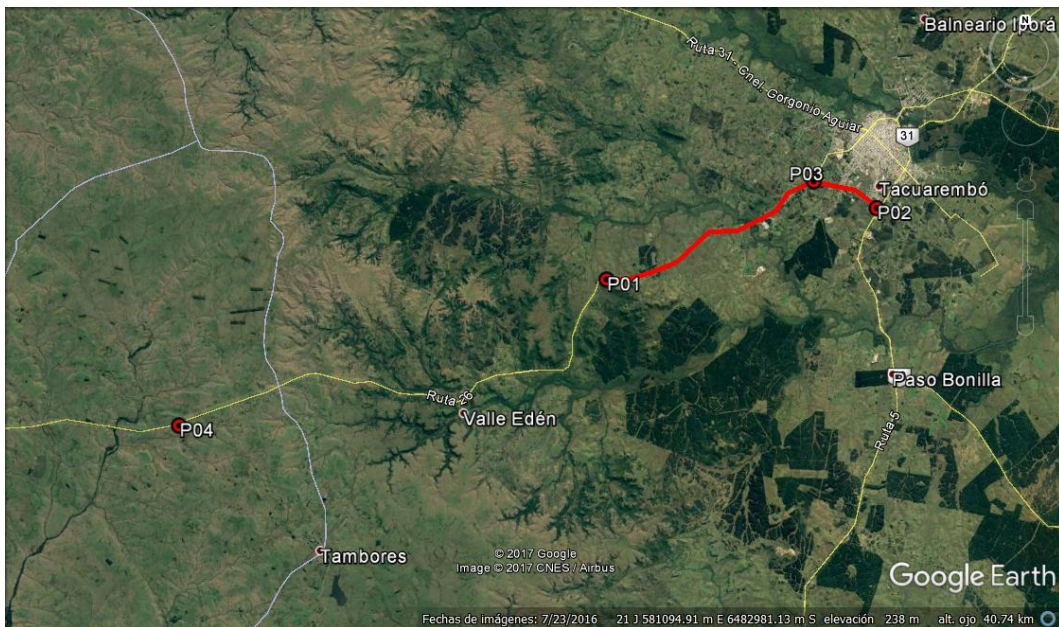 Balneario Iporá
N
Ruta 31 - Cnel. Gorgonio Aguiar
31
P03
Tacuarembó
P02
P01
Paso Bonilla
Ruta 26
Valle Edén
P04
Ruta 5
Tambores
© 2017 Google
Image © 2017 CNES / Airbus
Google Earth
Fechas de imágenes: 7/23/2016 21 J 581094.91 m E 6482981.13 m S elevación 238 m alt. ojo 40.74 km